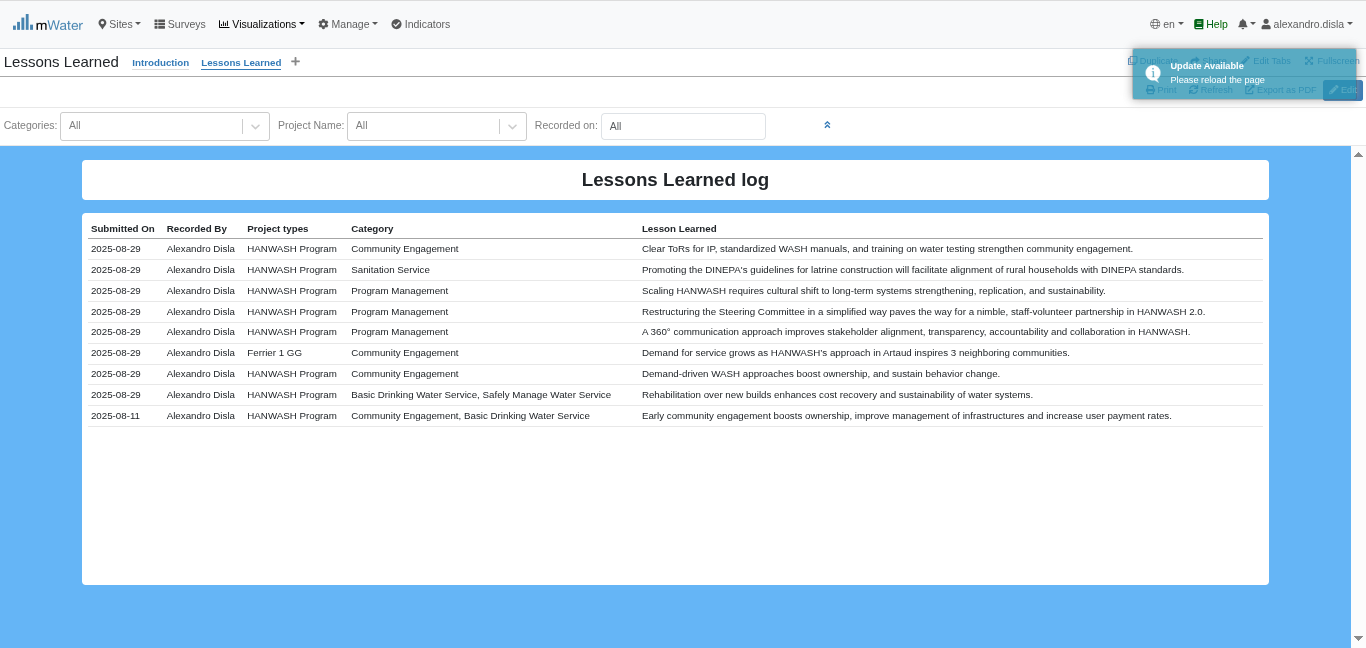 mWater Sites Surveys Visualizations Manage Indicators en Help alexandro.disla
Lessons Learned Introduction Lessons Learned + Duplicate Share Edit Tabs Fullscreen
Update Available
Please reload the page
Print Refresh Export as PDF Edit
Categories: All Project Name: All Recorded on: All
Lessons Learned log
Submitted On Recorded By Project types Category Lesson Learned
2025-08-29 Alexandro Disla HANWASH Program Community Engagement Clear ToRs for IP, standardized WASH manuals, and training on water testing strengthen community engagement.
2025-08-29 Alexandro Disla HANWASH Program Sanitation Service Promoting the DINEPA's guidelines for latrine construction will facilitate alignment of rural households with DINEPA standards.
2025-08-29 Alexandro Disla HANWASH Program Program Management Scaling HANWASH requires cultural shift to long-term systems strengthening, replication, and sustainability.
2025-08-29 Alexandro Disla HANWASH Program Program Management Restructuring the Steering Committee in a simplified way paves the way for a nimble, staff-volunteer partnership in HANWASH 2.0.
2025-08-29 Alexandro Disla HANWASH Program Program Management A 360° communication approach improves stakeholder alignment, transparency, accountability and collaboration in HANWASH.
2025-08-29 Alexandro Disla Ferrier 1 GG Community Engagement Demand for service grows as HANWASH's approach in Artaud inspires 3 neighboring communities.
2025-08-29 Alexandro Disla HANWASH Program Community Engagement Demand-driven WASH approaches boost ownership, and sustain behavior change.
2025-08-29 Alexandro Disla HANWASH Program Basic Drinking Water Service, Safely Manage Water Service Rehabilitation over new builds enhances cost recovery and sustainability of water systems.
2025-08-11 Alexandro Disla HANWASH Program Community Engagement, Basic Drinking Water Service Early community engagement boosts ownership, improve management of infrastructures and increase user payment rates.